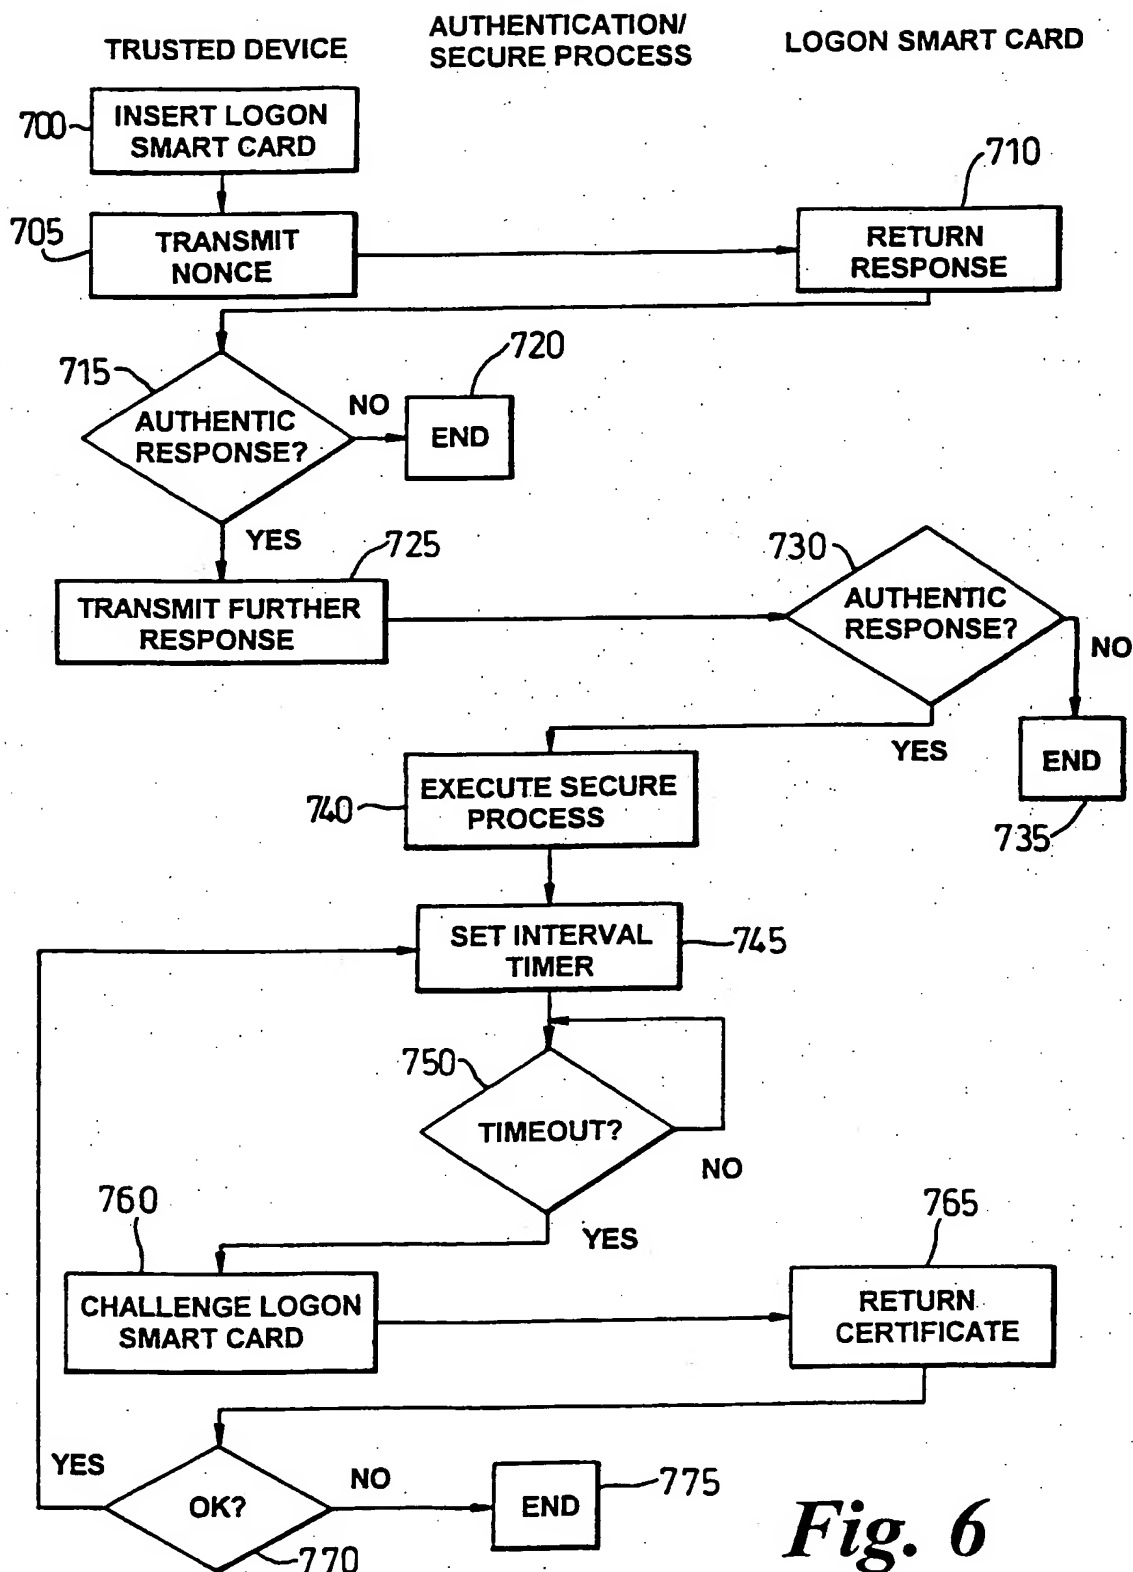 TRUSTED DEVICE
AUTHENTICATION/
SECURE PROCESS
LOGON SMART CARD
700
INSERT LOGON
SMART CARD
710
705
TRANSMIT
NONCE
RETURN
RESPONSE
715
720
AUTHENTIC
RESPONSE?
NO
END
YES
725
730
TRANSMIT FURTHER
RESPONSE
AUTHENTIC
RESPONSE?
NO
YES
END
735
740
EXECUTE SECURE
PROCESS
SET INTERVAL
TIMER
745
750
TIMEOUT?
NO
YES
760
765
CHALLENGE LOGON
SMART CARD
RETURN
CERTIFICATE
YES
OK?
NO
END
775
770
Fig. 6